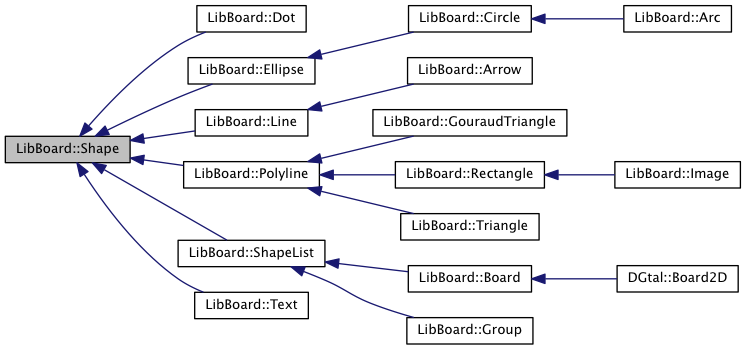 LibBoard::Dot
LibBoard::Circle
LibBoard::Arc
LibBoard::Ellipse
LibBoard::Arrow
LibBoard::Line
LibBoard::GouraudTriangle
LibBoard::Shape
LibBoard::Polyline
LibBoard::Rectangle
LibBoard::Image
LibBoard::Triangle
LibBoard::ShapeList
LibBoard::Board
DGtal::Board2D
LibBoard::Text
LibBoard::Group